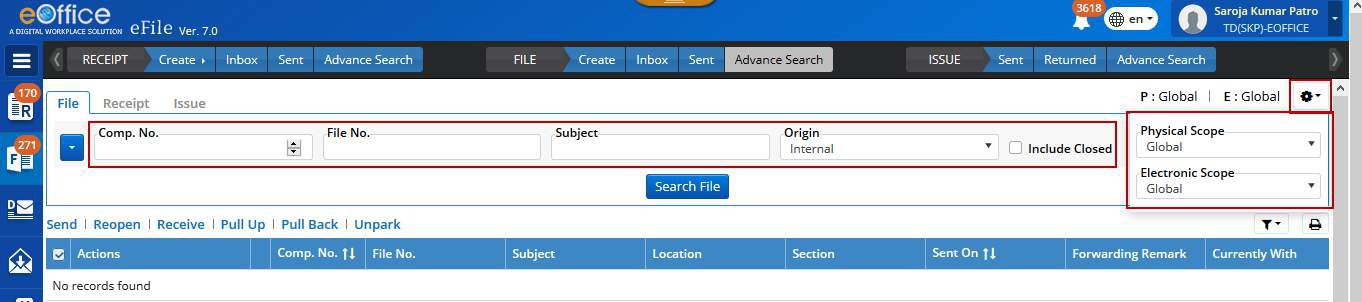 eOffice
A DIGITAL WORKPLACE SOLUTION
eFile Ver. 7.0
3618
en
Saroja Kumar Patro
TD(SKP)-EOFFICE
RECEIPT Create Inbox Sent Advance Search FILE Create Inbox Sent Advance Search ISSUE Sent Returned Advance Search
170
R
File Receipt Issue
P : Global | E : Global
271
F
Comp. No. File No. Subject Origin
Internal
Include Closed
Physical Scope
Global
Electronic Scope
Global
Search File
D
Send | Reopen | Receive | Pull Up | Pull Back | Unpark
Actions Comp. No. File No. Subject Location Section Sent On Forwarding Remark Currently With
No records found